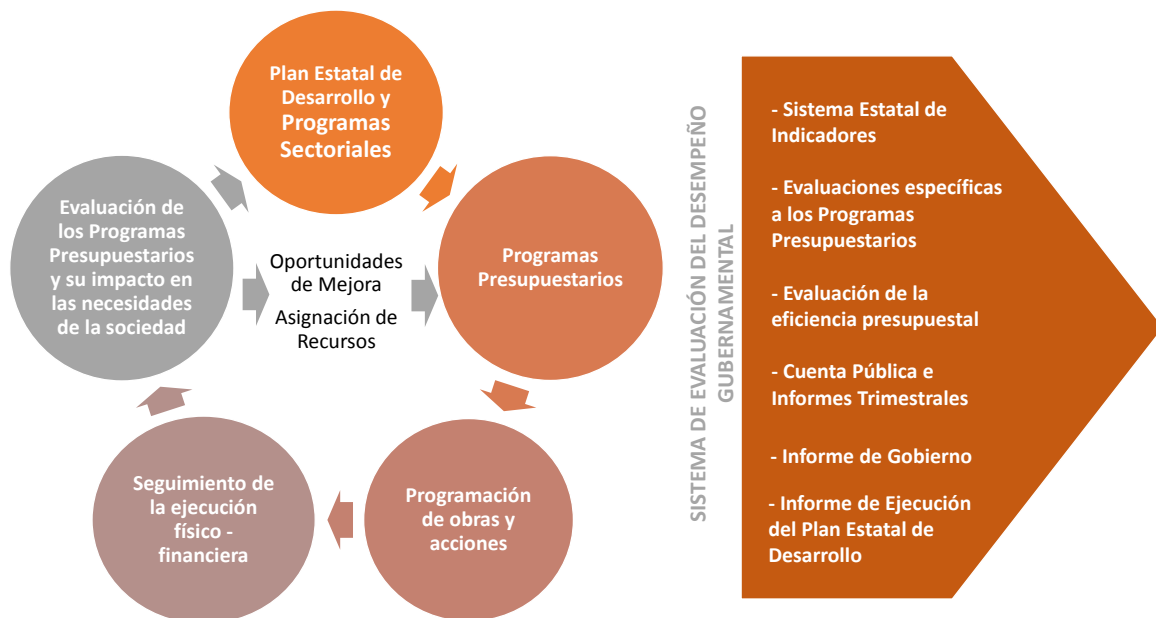 Plan Estatal de
Desarrollo y
Programas
Sectoriales
Programas
Presupuestarios
Programación
de obras y
acciones
Seguimiento de
la ejecución
físico -
financiera
Evaluación de
los Programas
Presupuestarios
y su impacto en
las necesidades
de la sociedad
Oportunidades
de Mejora
Asignación de
Recursos
SISTEMA DE EVALUACIÓN DEL DESEMPEÑO
GUBERNAMENTAL
- Sistema Estatal de
Indicadores
- Evaluaciones específicas
a los Programas
Presupuestarios
- Evaluación de la
eficiencia presupuestal
- Cuenta Pública e
Informes Trimestrales
- Informe de Gobierno
- Informe de Ejecución
del Plan Estatal de
Desarrollo